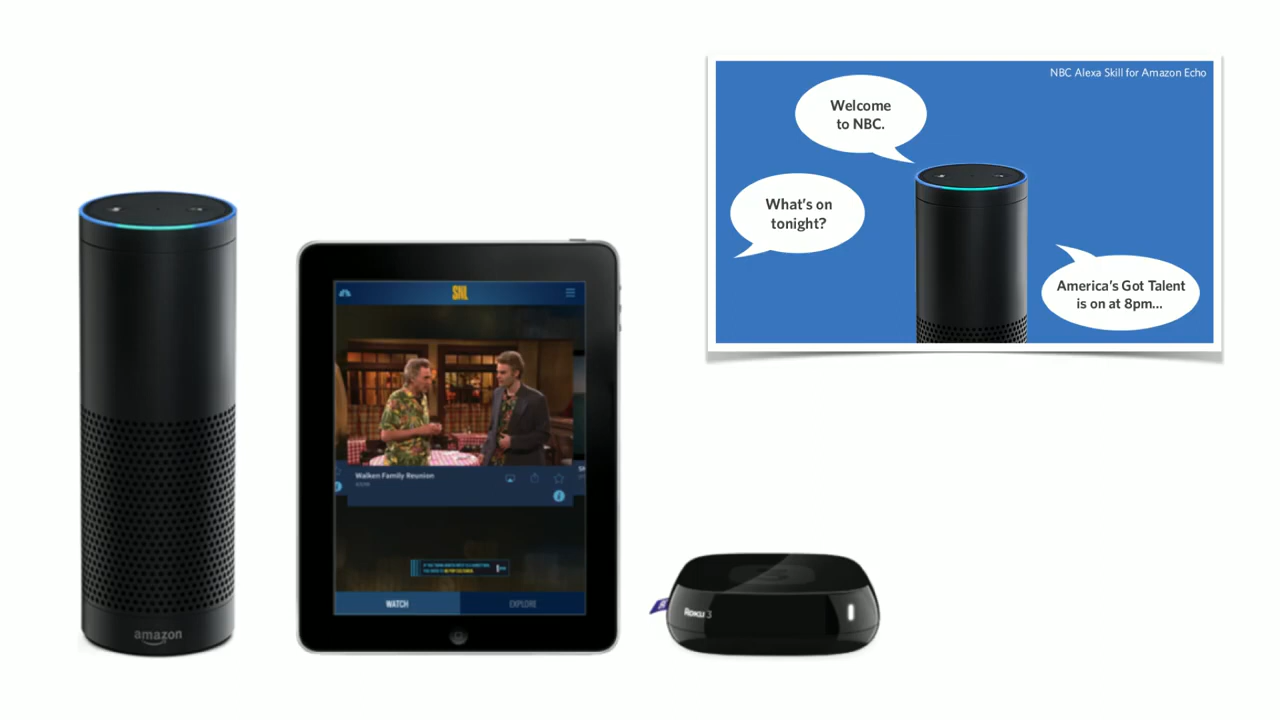 NBC Alexa Skill for Amazon Echo
Welcome
to NBC.
What's on
tonight?
America's Got Talent
is on at 8pm...
amazon
SNL
Walken Family Reunion
WATCH
EXPLORE
ROKU 3